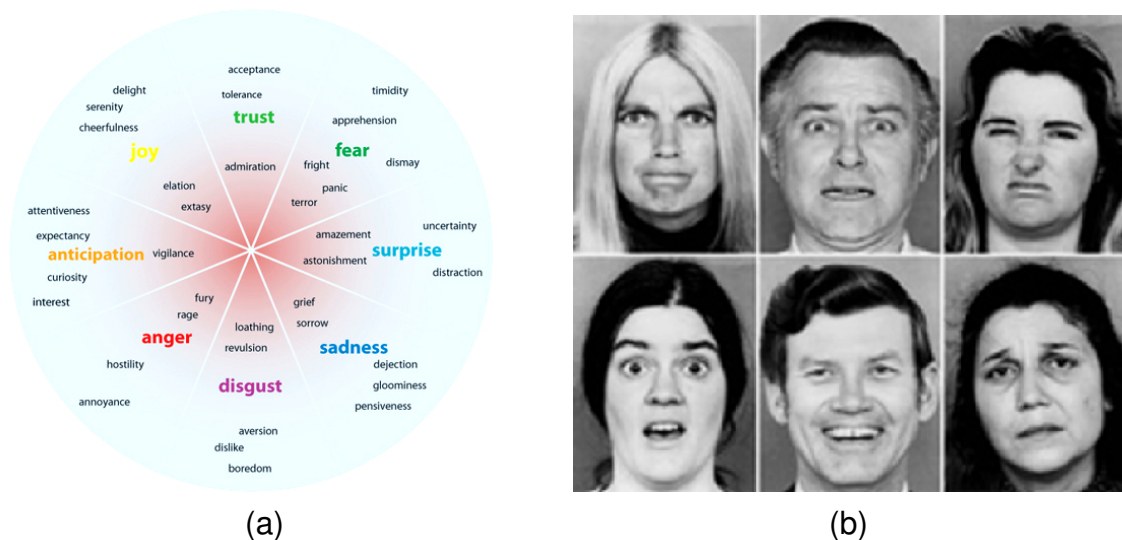 acceptance
tolerance
trust
admiration
timidity
apprehension
fear
fright
dismay
panic
terror
uncertainty
amazement
surprise
astonishment
distraction
grief
sorrow
sadness
dejection
gloominess
pensiveness
loathing
revulsion
disgust
aversion
dislike
boredom
fury
rage
anger
hostility
annoyance
attentiveness
expectancy
anticipation
vigilance
curiosity
interest
delight
serenity
cheerfulness
joy
elation
extasy
(a)
(b)